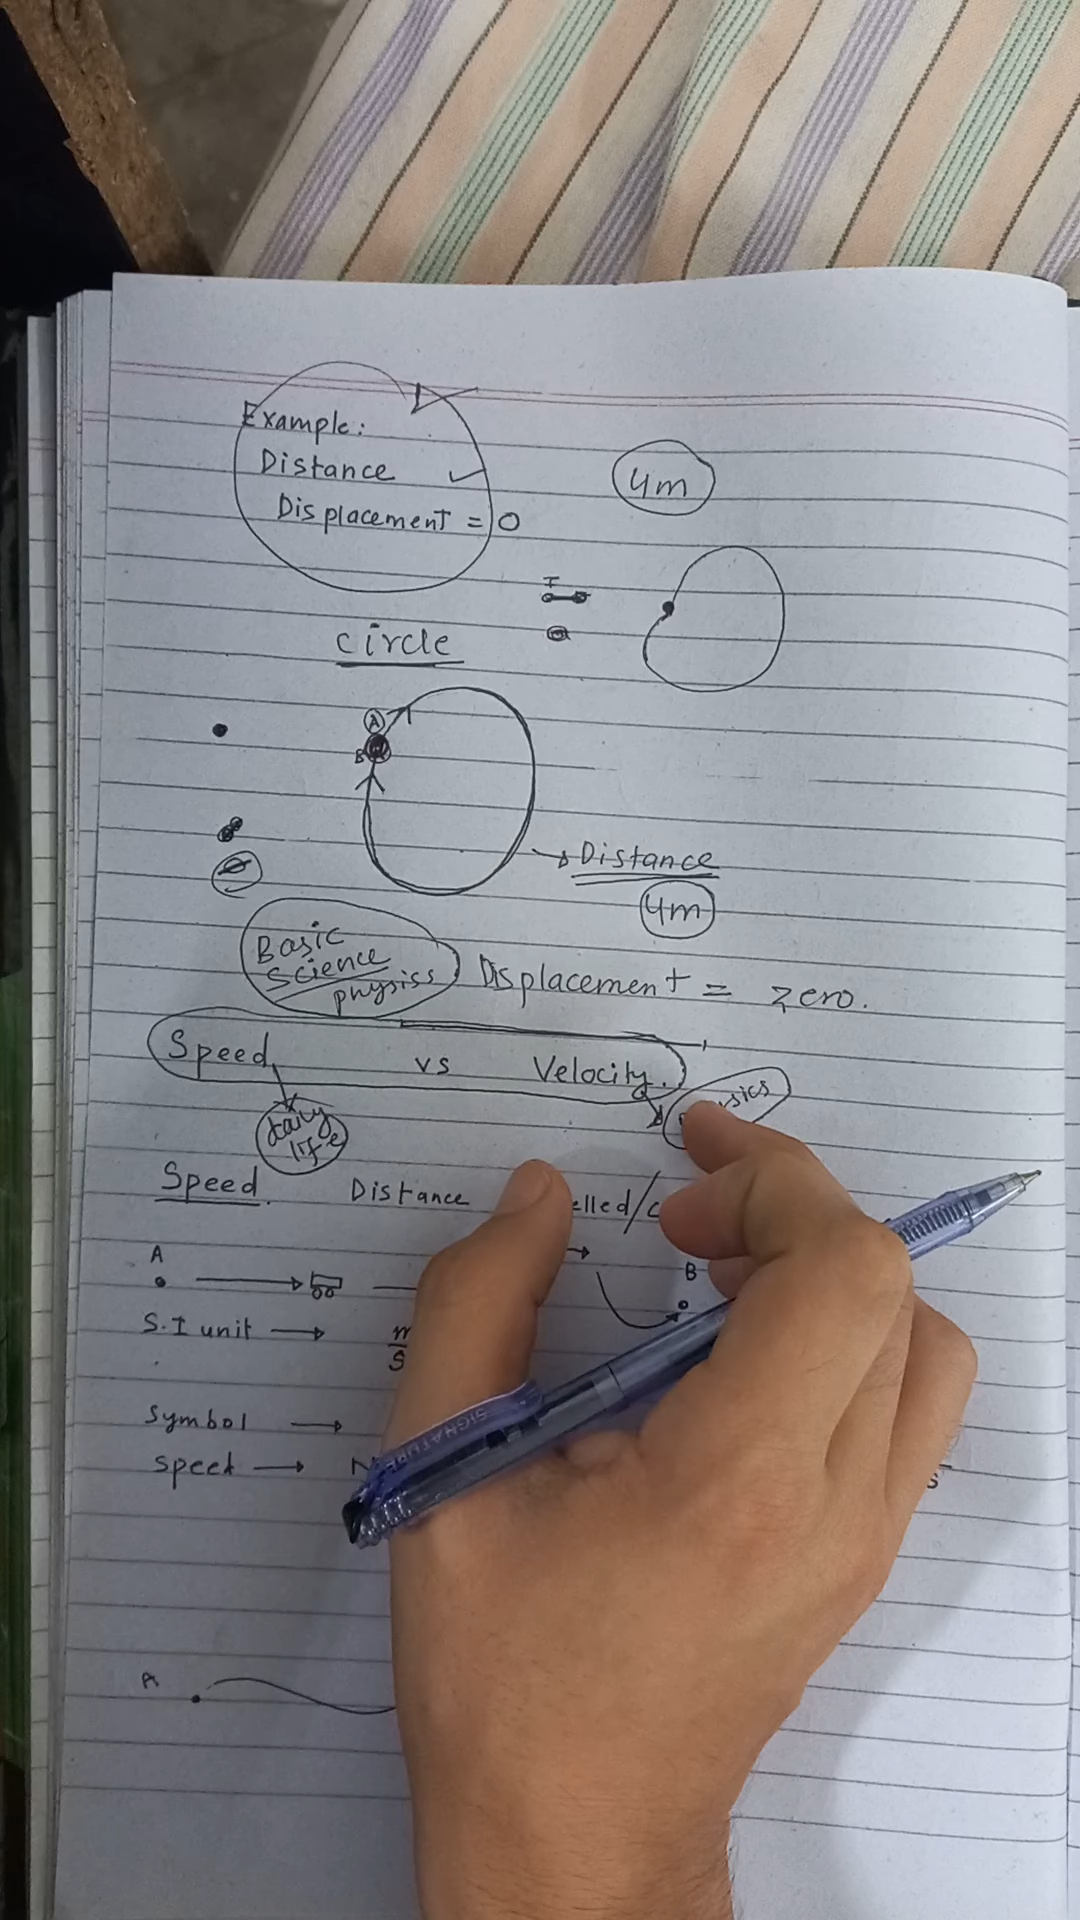 Example:
Distance
Displacement = 0
4m
I
circle
A
B
Distance
4m
Basic
Science
physiss
Displacement = zero.
Speed vs Velocity.
daily
life
Speed. Distance
A
B
S.I unit
m
s
Symbol
speed
SIGNATURE
A